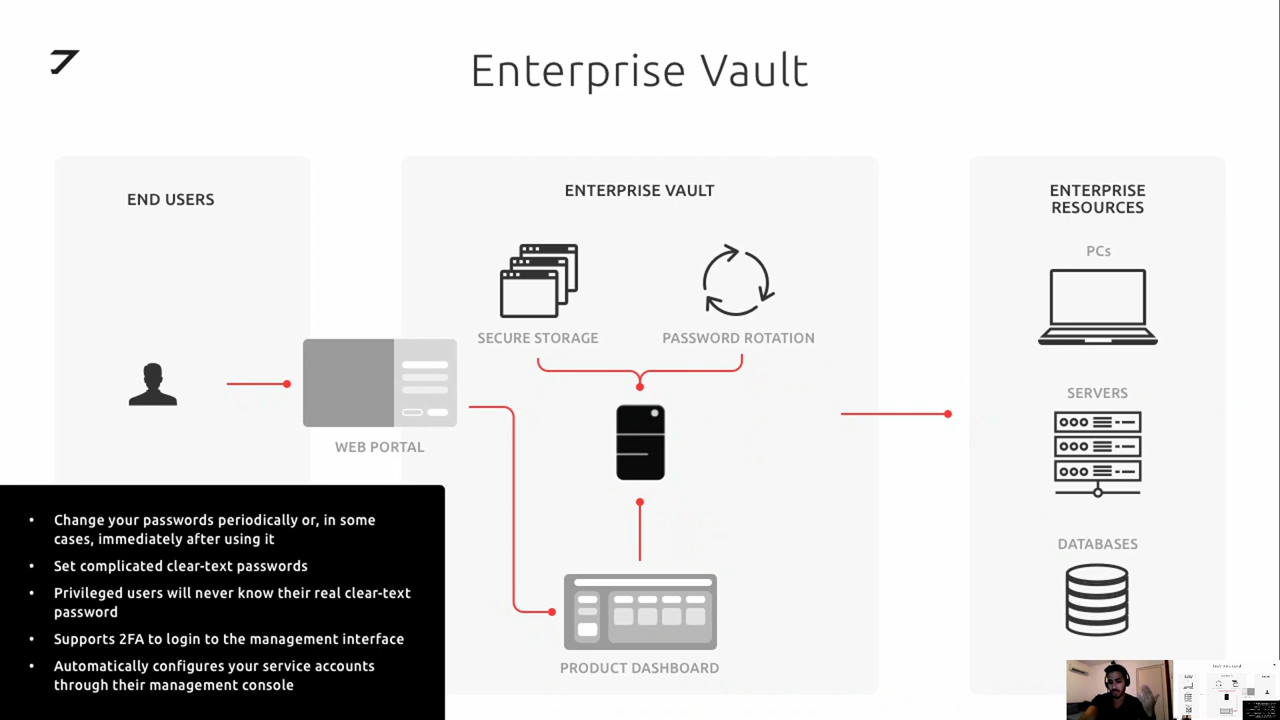 Enterprise Vault
END USERS
WEB PORTAL
ENTERPRISE VAULT
SECURE STORAGE
PASSWORD ROTATION
PRODUCT DASHBOARD
ENTERPRISE
RESOURCES
PCs
SERVERS
DATABASES
• Change your passwords periodically or, in some
cases, immediately after using it
• Set complicated clear-text passwords
• Privileged users will never know their real clear-text
password
• Supports 2FA to login to the management interface
• Automatically configures your service accounts
through their management console